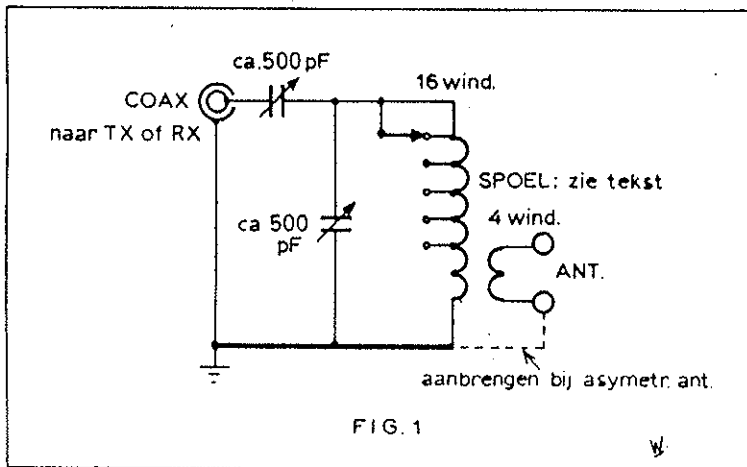 ca.500 pF
16 wind.
COAX
naar TX of RX
SPOEL: zie tekst
ca 500
pF
4 wind.
ANT.
aanbrengen bij asymetr. ant.
FIG. 1